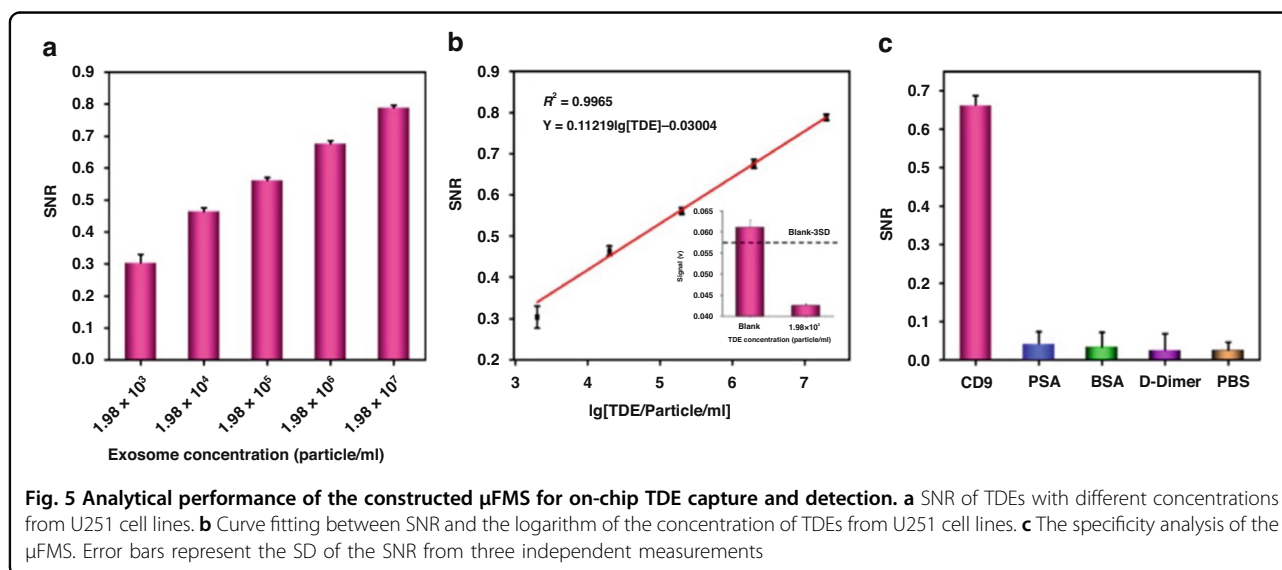 a
SNR
0.9
0.8
0.7
0.6
0.5
0.4
0.3
0.2
0.1
0.0
1.98 × 10³
1.98 × 10⁴
1.98 × 10⁵
1.98 × 10⁶
1.98 × 10⁷
Exosome concentration (particle/ml)
b
SNR
0.9
0.8
0.7
0.6
0.5
0.4
0.3
0.2
R² = 0.9965
Y = 0.11219lg[TDE]–0.03004
3
4
5
6
7
lg[TDE/Particle/ml]
Signal (v)
0.065
0.060
0.055
0.050
0.045
0.040
Blank-3SD
Blank
1.98×10³
TDE concentration (particle/ml)
c
SNR
0.7
0.6
0.5
0.4
0.3
0.2
0.1
0.0
CD9
PSA
BSA
D-Dimer
PBS
Fig. 5 Analytical performance of the constructed μFMS for on-chip TDE capture and detection. a SNR of TDEs with different concentrations
from U251 cell lines. b Curve fitting between SNR and the logarithm of the concentration of TDEs from U251 cell lines. c The specificity analysis of the
μFMS. Error bars represent the SD of the SNR from three independent measurements